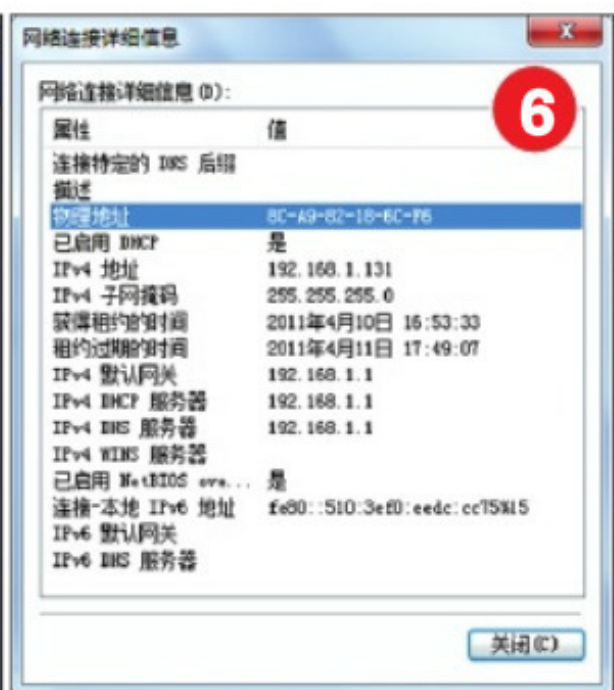 网络连接详细信息
网络连接详细信息(D):
6
属性 值
连接特定的 DNS 后缀
描述
物理地址 8C-A9-82-18-6C-F6
已启用 DHCP 是
IPv4 地址 192.168.1.131
IPv4 子网掩码 255.255.255.0
获得租约的时间 2011年4月10日 16:53:33
租约过期的时间 2011年4月11日 17:49:07
IPv4 默认网关 192.168.1.1
IPv4 DHCP 服务器 192.168.1.1
IPv4 DNS 服务器 192.168.1.1
IPv4 WINS 服务器
已启用 NetBIOS ove... 是
连接-本地 IPv6 地址 fe80::510:3ef0:eedc:cc75%15
IPv6 默认网关
IPv6 DNS 服务器
关闭(C)